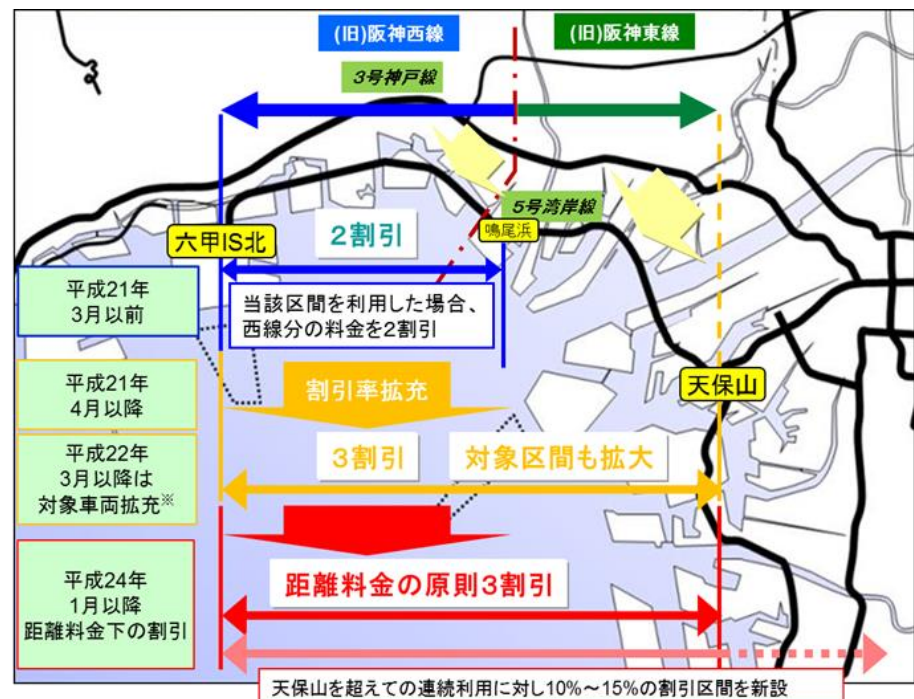 (旧)阪神西線
(旧)阪神東線
3号神戸線
5号湾岸線
六甲IS北
2割引
鳴尾浜
平成21年
3月以前
当該区間を利用した場合、
西線分の料金を2割引
天保山
平成21年
4月以降
割引率拡充
平成22年
3月以降は
対象車両拡充※
3割引
対象区間も拡大
平成24年
1月以降
距離料金下の割引
距離料金の原則3割引
天保山を超えての連続利用に対し10%~15%の割引区間を新設